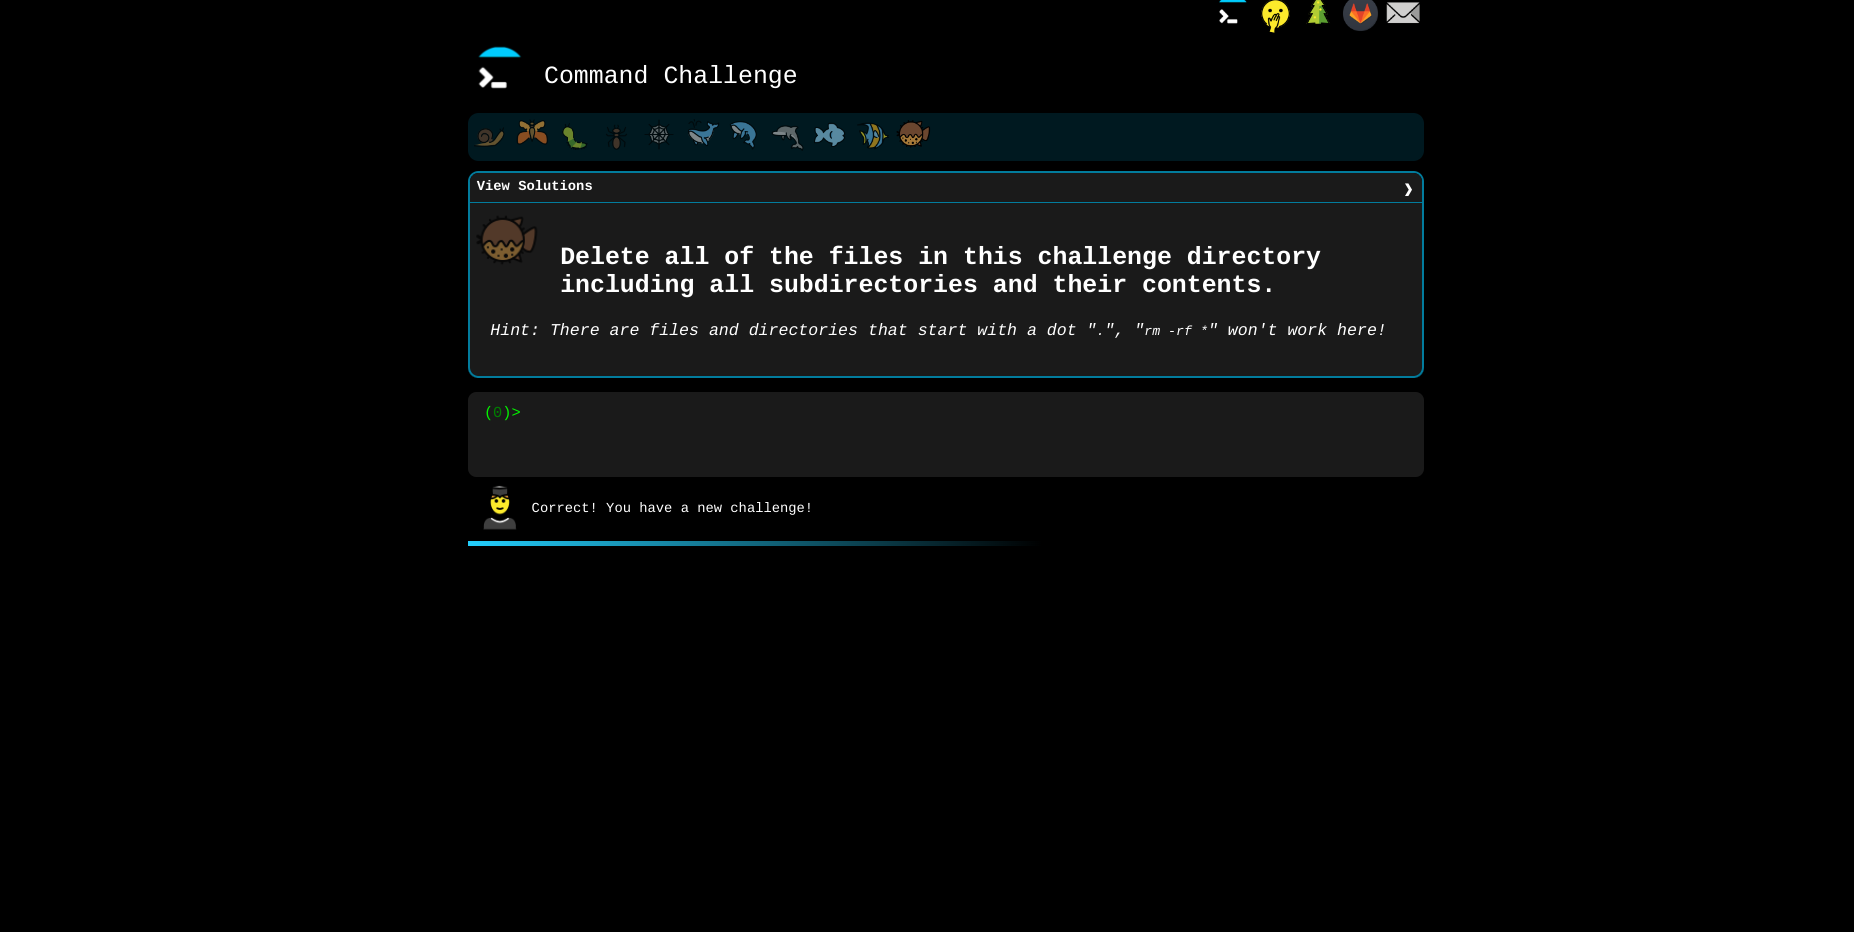 Command Challenge
View Solutions ❯
Delete all of the files in this challenge directory
including all subdirectories and their contents.
Hint: There are files and directories that start with a dot ".", "rm -rf *" won't work here!
(0)>
Correct! You have a new challenge!